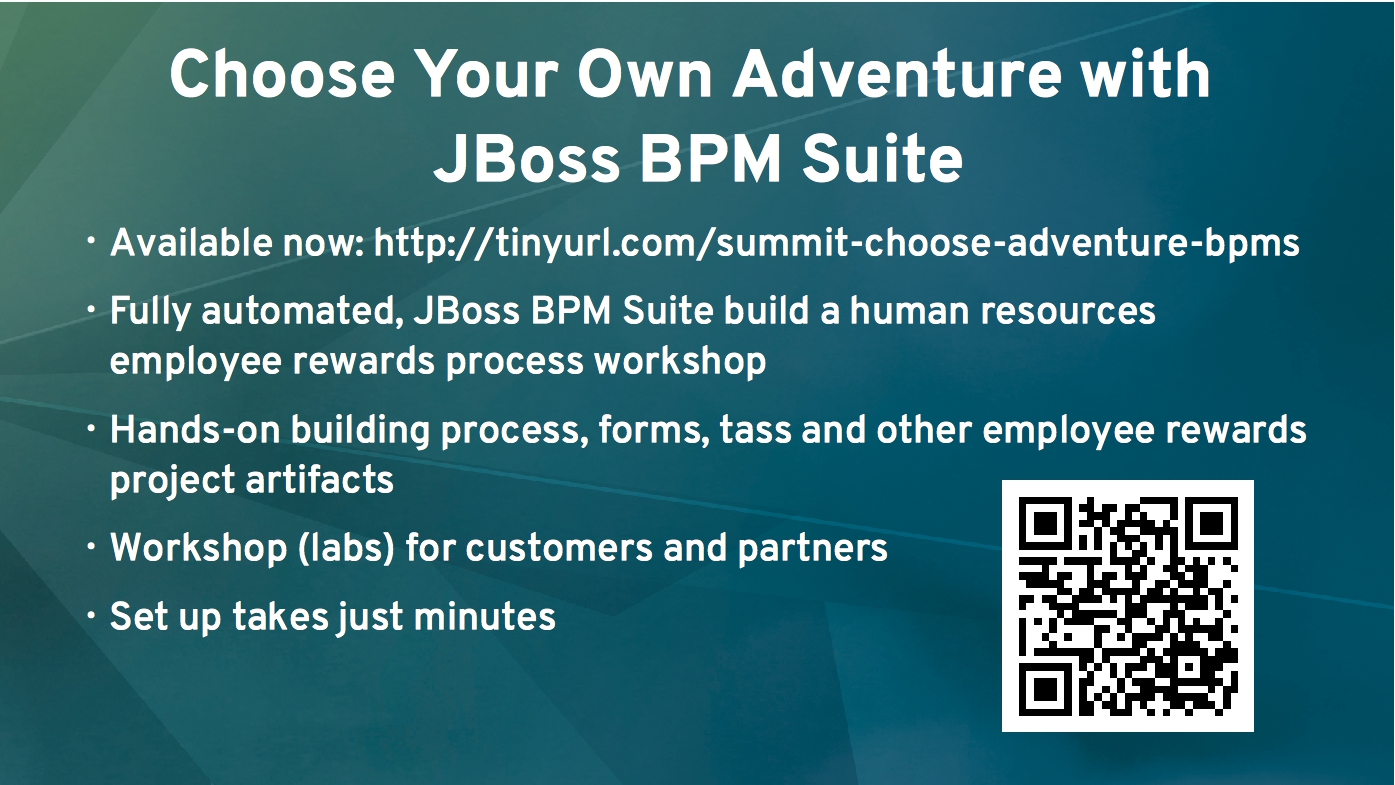 Choose Your Own Adventure with
JBoss BPM Suite
• Available now: http://tinyurl.com/summit-choose-adventure-bpms
• Fully automated, JBoss BPM Suite build a human resources
employee rewards process workshop
• Hands-on building process, forms, tass and other employee rewards
project artifacts
• Workshop (labs) for customers and partners
• Set up takes just minutes